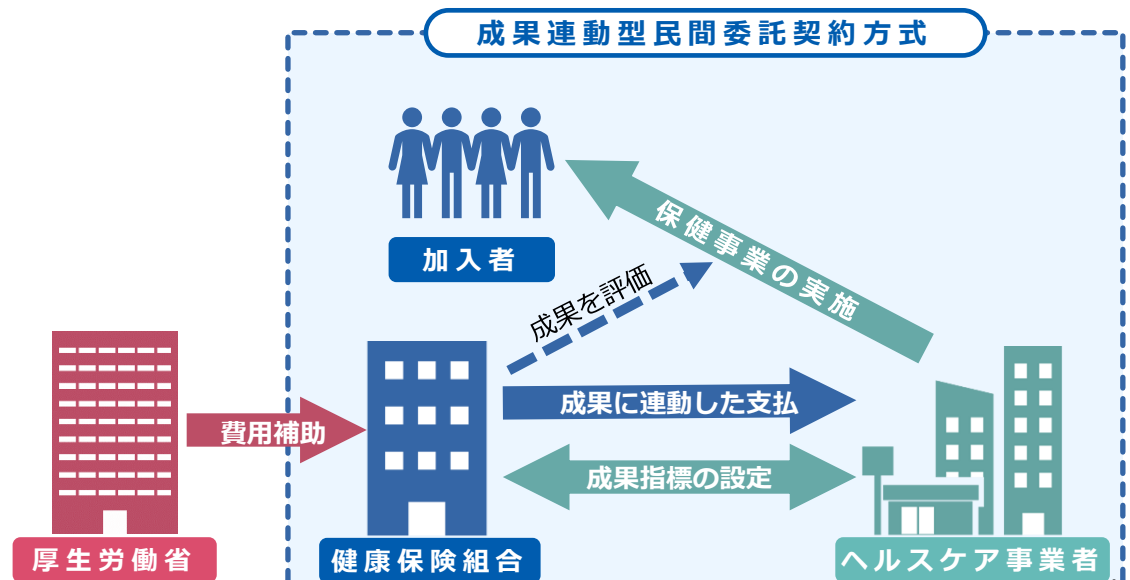 成果連動型民間委託契約方式
加入者
保健事業の実施
成果を評価
成果に連動した支払
費用補助
成果指標の設定
厚生労働省
健康保険組合
ヘルスケア事業者